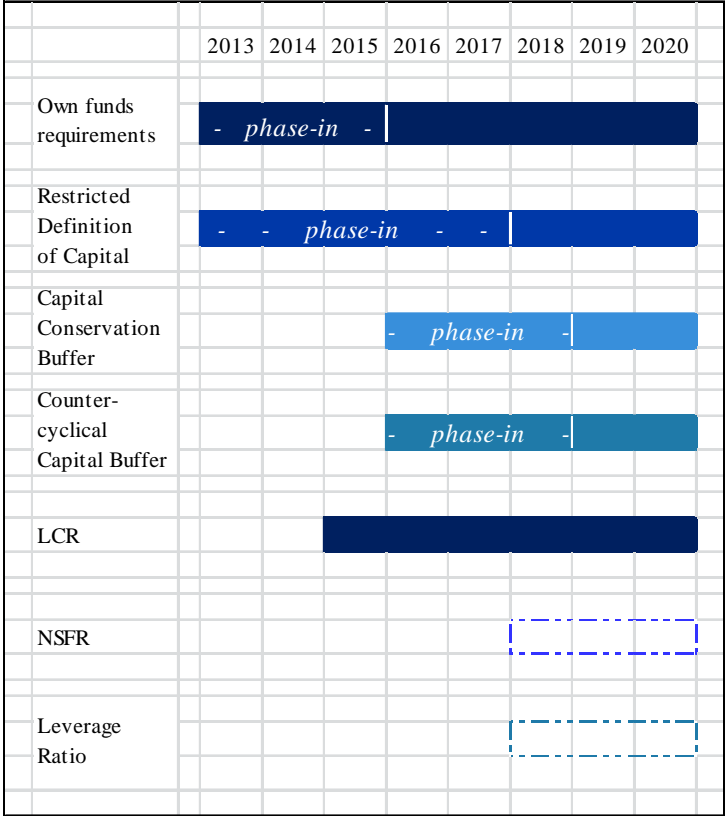 2013 2014 2015 2016 2017 2018 2019 2020
Own funds
requirements
- phase-in -
Restricted
Definition
of Capital
- - phase-in - -
Capital
Conservation
Buffer
- phase-in -
Counter-
cyclical
Capital Buffer
- phase-in -
LCR
NSFR
Leverage
Ratio